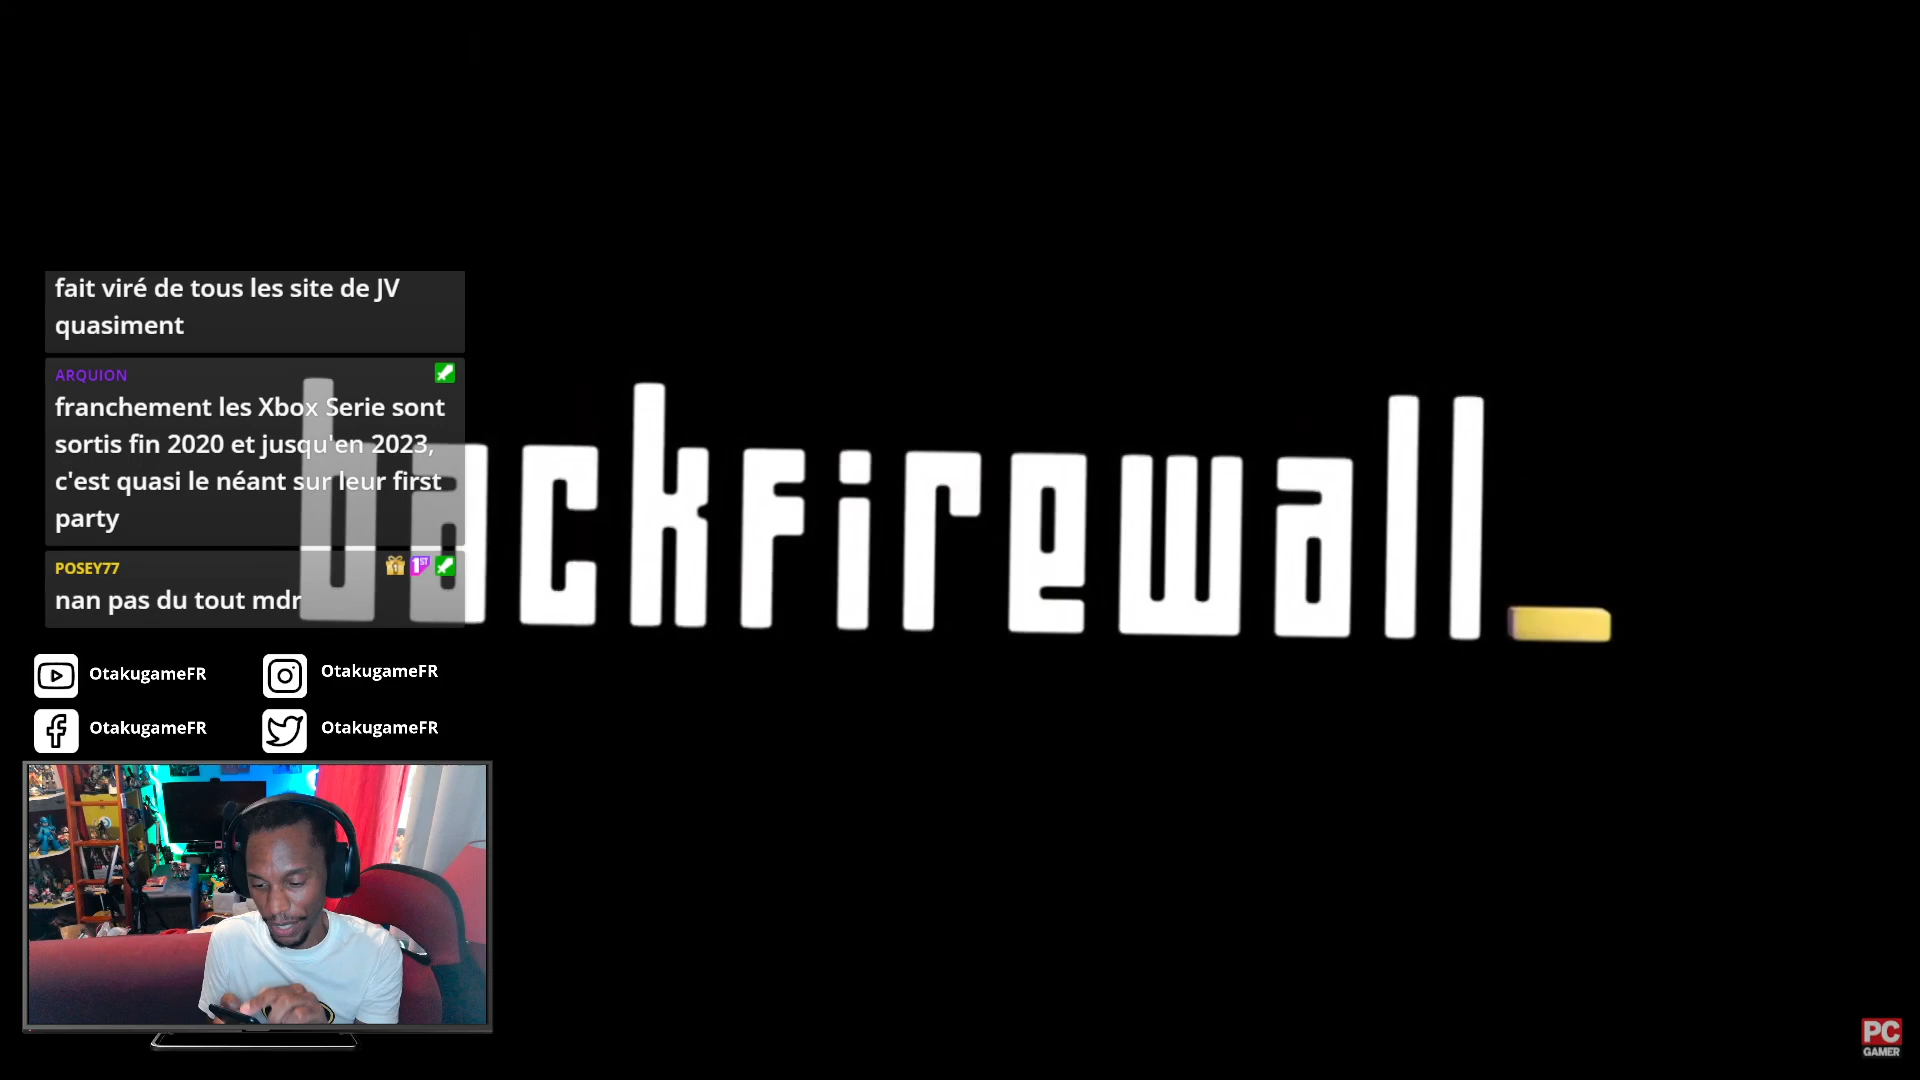 fait viré de tous les site de JV
quasiment
ARQUION
franchement les Xbox Serie sont
sortis fin 2020 et jusqu'en 2023,
c'est quasi le néant sur leur first
party
POSEY77
1ST
nan pas du tout mdr
backfirewall_
OtakugameFR
OtakugameFR
OtakugameFR
OtakugameFR
PC
GAMER